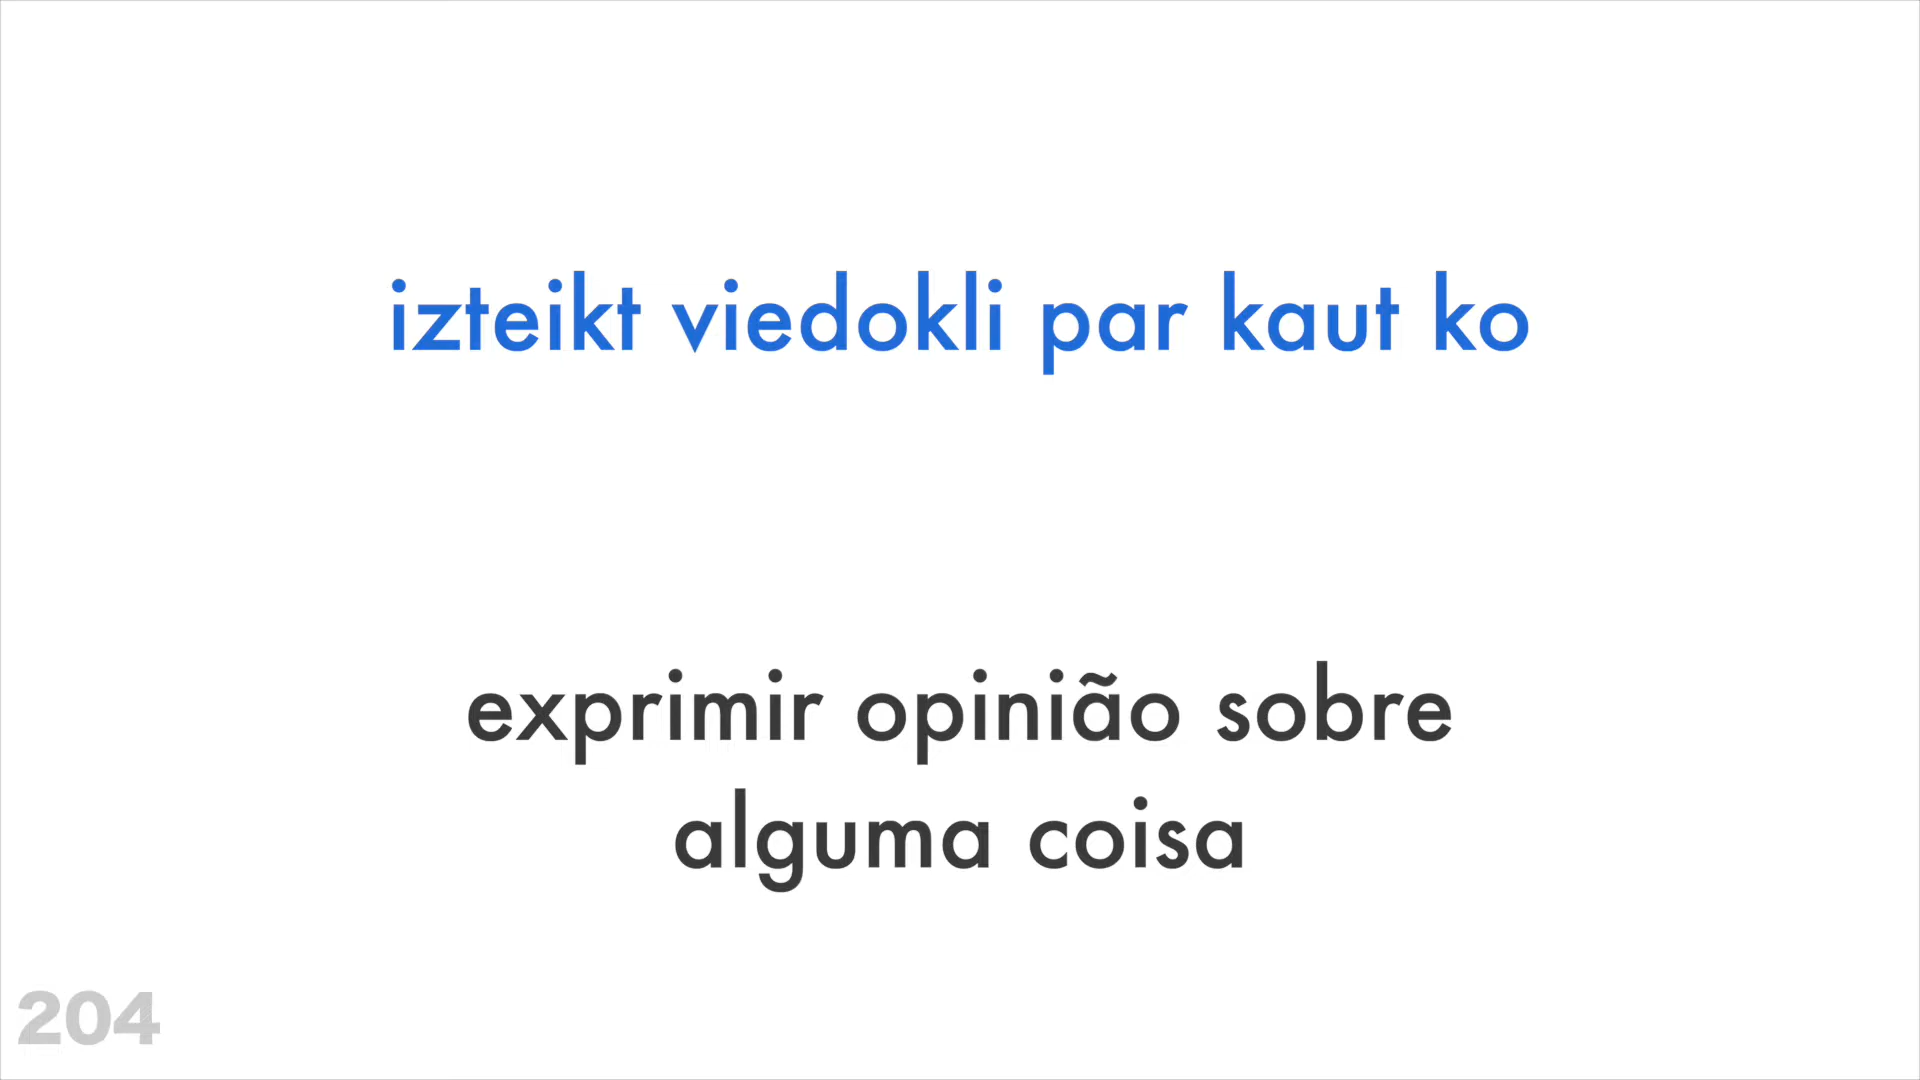 izteikt viedokli par kaut ko
exprimir opinião sobre
alguma coisa
204